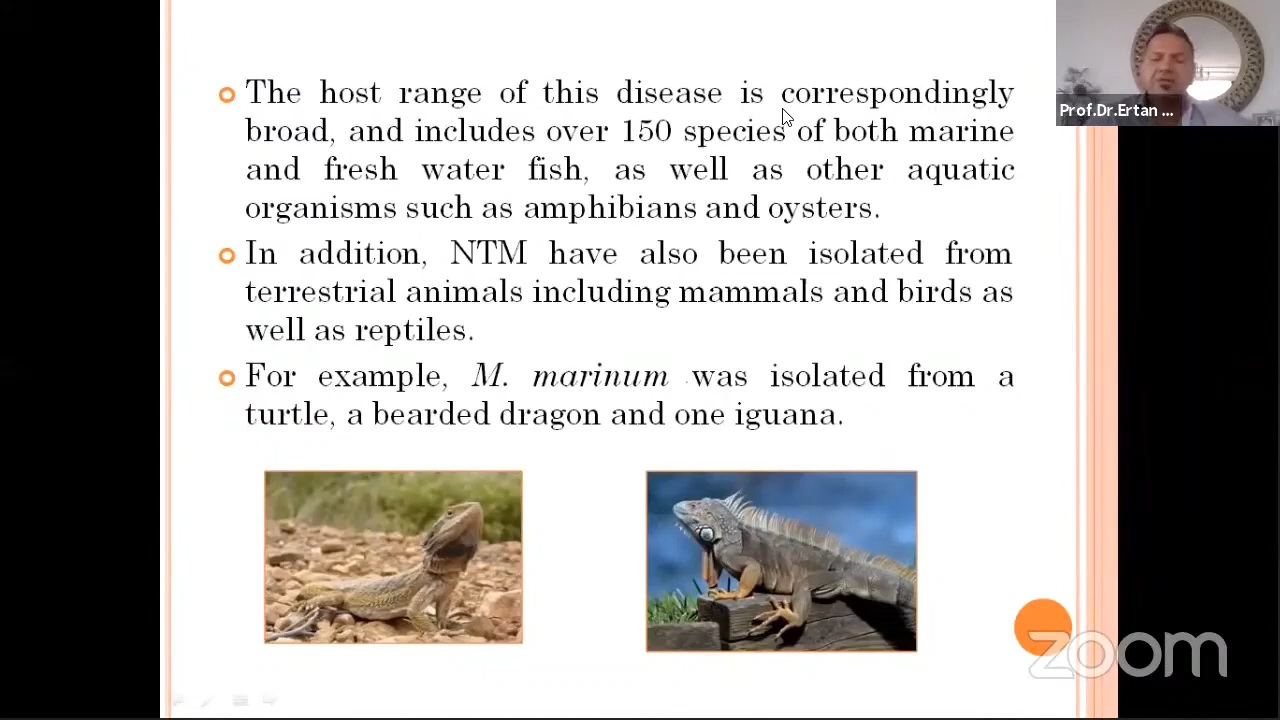 The host range of this disease is correspondingly
broad, and includes over 150 species of both marine
and fresh water fish, as well as other aquatic
organisms such as amphibians and oysters.
In addition, NTM have also been isolated from
terrestrial animals including mammals and birds as
well as reptiles.
For example, M. marinum was isolated from a
turtle, a bearded dragon and one iguana.
Prof.Dr.Ertan ...
zoom